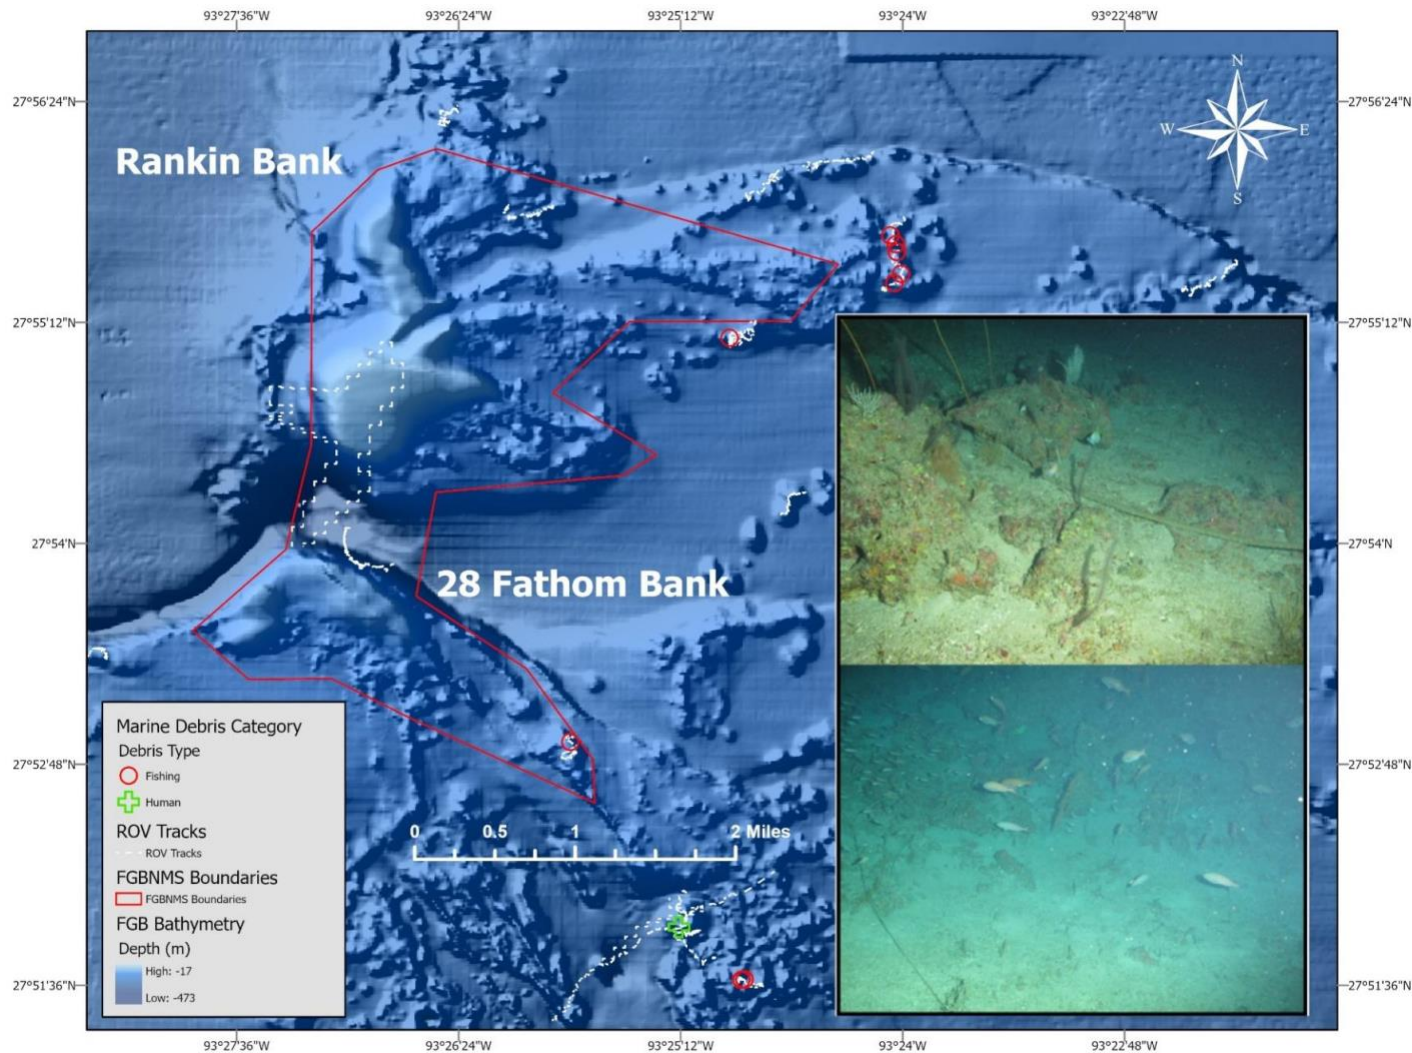 93°27'36"W 93°26'24"W 93°25'12"W 93°24'W 93°22'48"W
27°56'24"N 27°56'24"N
N
W E
S
Rankin Bank
27°55'12"N 27°55'12"N
27°54'N 27°54'N
28 Fathom Bank
27°52'48"N 27°52'48"N
0 0.5 1 2 Miles
Marine Debris Category
Debris Type
Fishing
Human
ROV Tracks
ROV Tracks
FGBNMS Boundaries
FGBNMS Boundaries
FGB Bathymetry
Depth (m)
High: -17
Low: -473
27°51'36"N 27°51'36"N
93°27'36"W 93°26'24"W 93°25'12"W 93°24'W 93°22'48"W